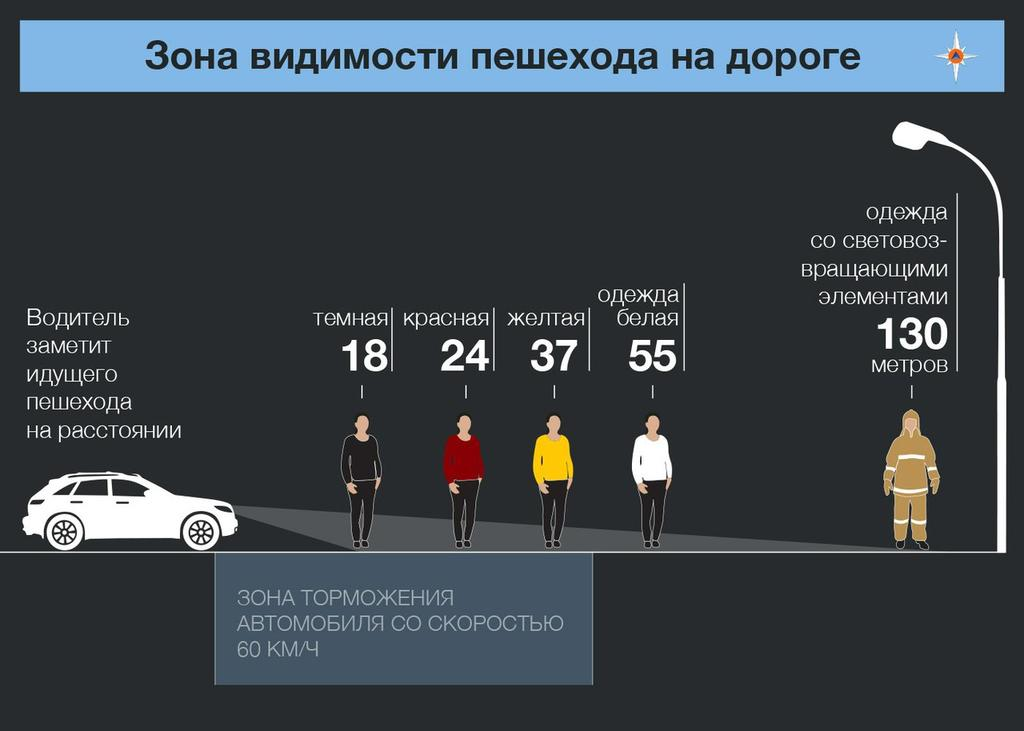 Зона видимости пешехода на дороге
Водитель
заметит
идущего
пешехода
на расстоянии
темная
18
красная
24
желтая
37
одежда
белая
55
одежда
со световоз-
вращающими
элементами
130
метров
ЗОНА ТОРМОЖЕНИЯ
АВТОМОБИЛЯ СО СКОРОСТЬЮ
60 КМ/Ч